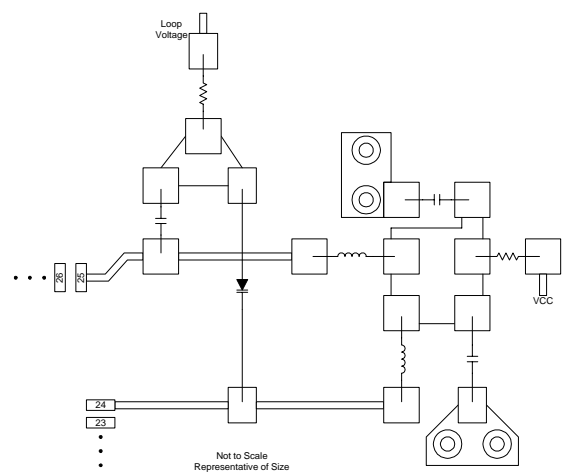 Loop
Voltage
26
25
VCC
24
23
Not to Scale
Representative of Size